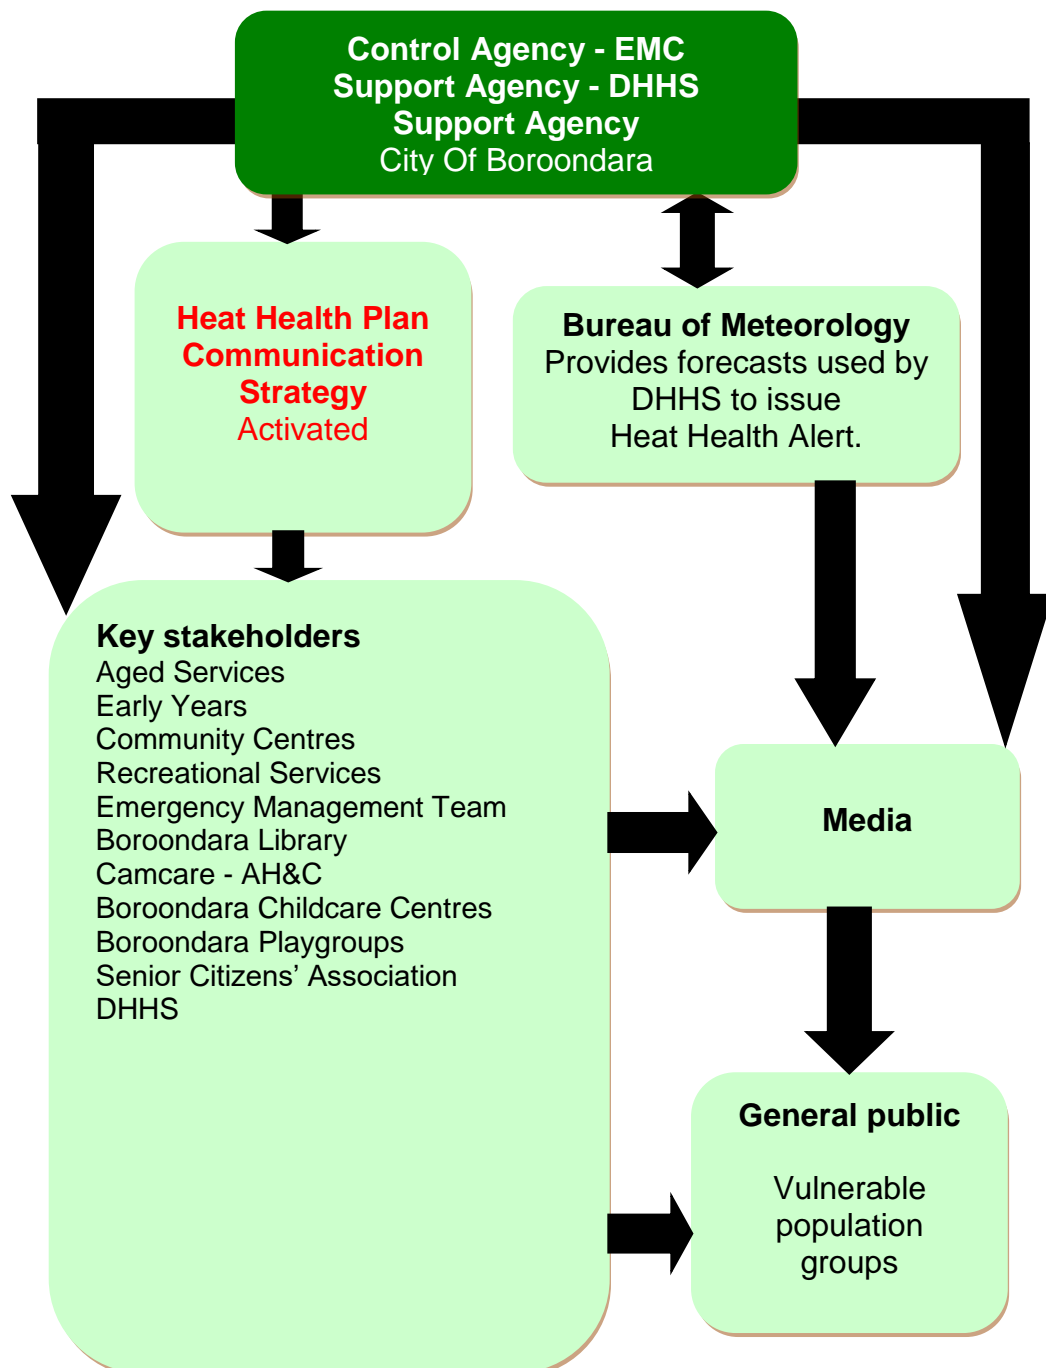 Control Agency - EMC
Support Agency - DHHS
Support Agency
City Of Boroondara
Heat Health Plan
Communication
Strategy
Activated
Bureau of Meteorology
Provides forecasts used by
DHHS to issue
Heat Health Alert.
Key stakeholders
Aged Services
Early Years
Community Centres
Recreational Services
Emergency Management Team
Boroondara Library
Camcare - AH&C
Boroondara Childcare Centres
Boroondara Playgroups
Senior Citizens’ Association
DHHS
Media
General public
Vulnerable
population
groups